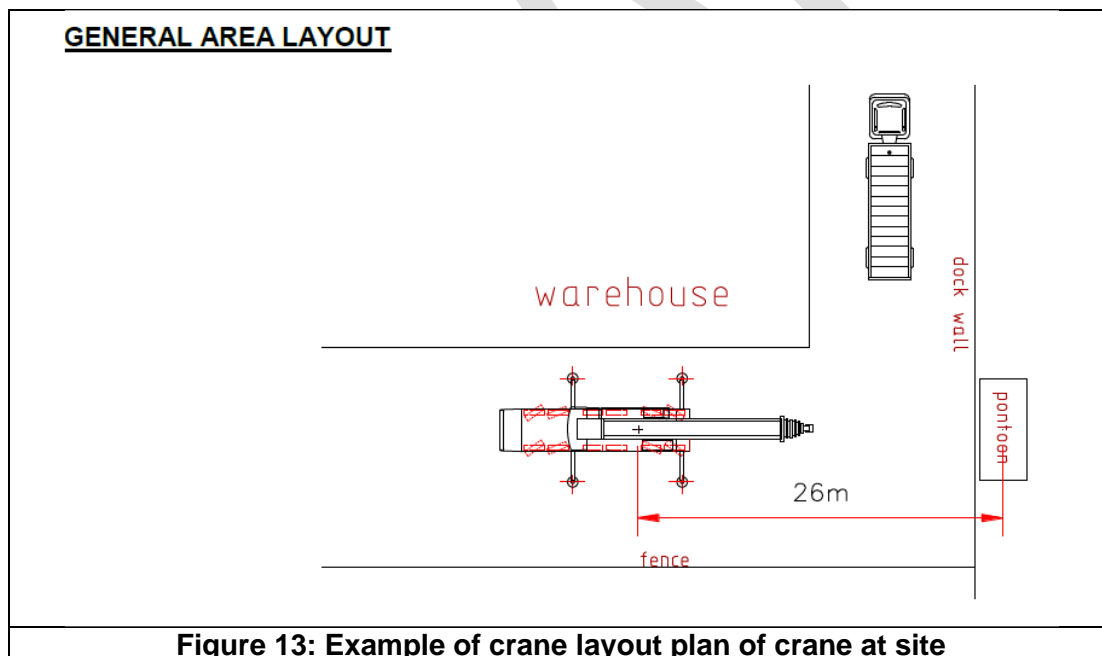 GENERAL AREA LAYOUT
warehouse
dock wall
pontoon
26m
fence
Figure 13: Example of crane layout plan of crane at site